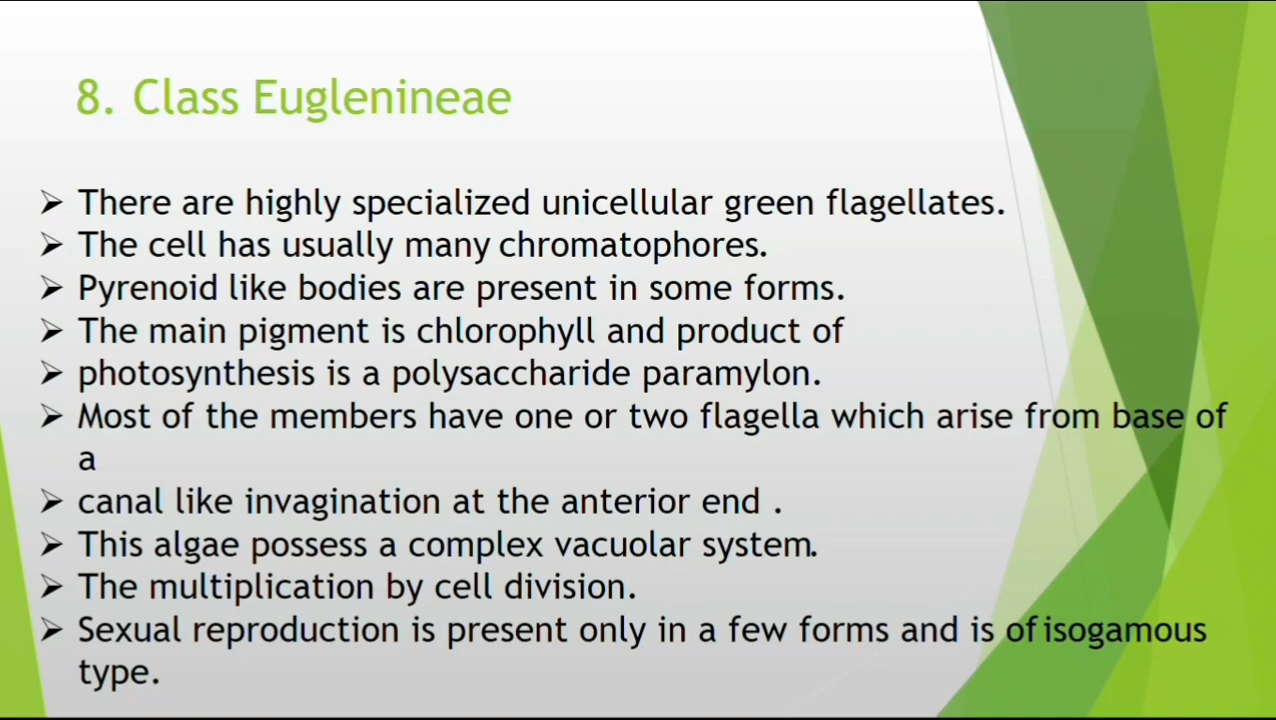 8. Class Euglenineae
➢ There are highly specialized unicellular green flagellates.
➢ The cell has usually many chromatophores.
➢ Pyrenoid like bodies are present in some forms.
➢ The main pigment is chlorophyll and product of
➢ photosynthesis is a polysaccharide paramylon.
➢ Most of the members have one or two flagella which arise from base of
a
➢ canal like invagination at the anterior end .
➢ This algae possess a complex vacuolar system.
➢ The multiplication by cell division.
➢ Sexual reproduction is present only in a few forms and is of isogamous
type.